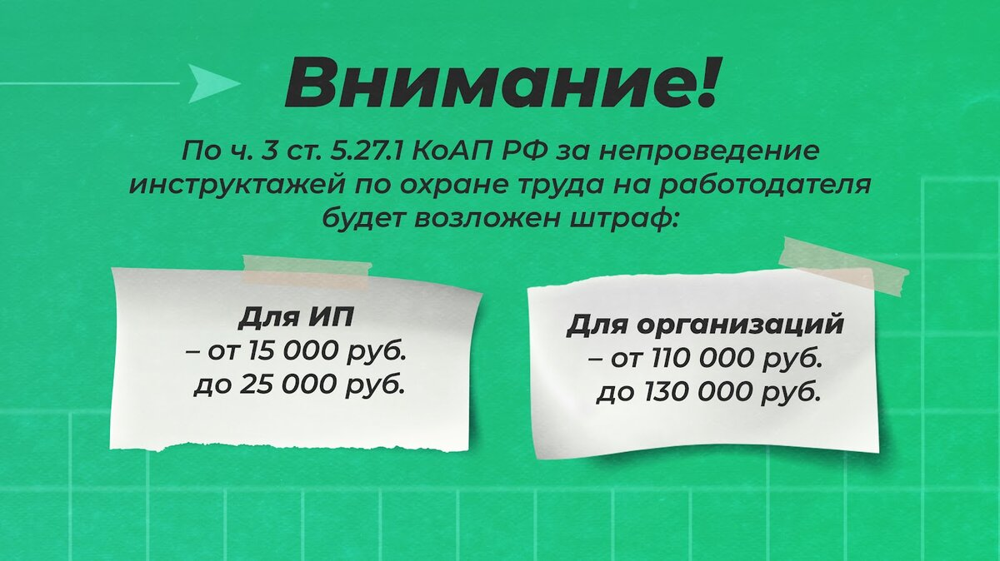 Внимание!
По ч. 3 ст. 5.27.1 КоАП РФ за непроведение
инструктажей по охране труда на работодателя
будет возложен штраф:
Для ИП
– от 15 000 руб.
до 25 000 руб.
Для организаций
– от 110 000 руб.
до 130 000 руб.